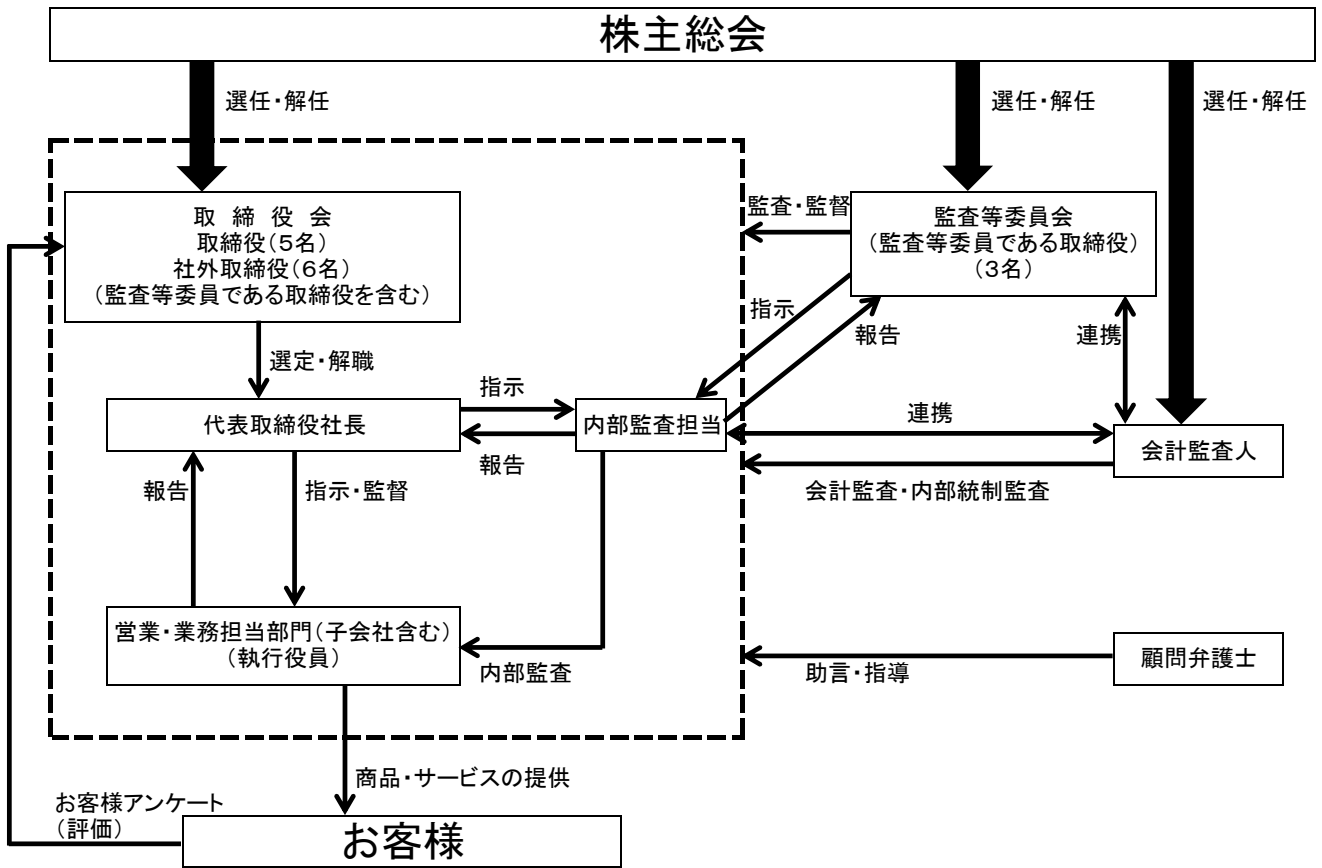 株主総会
選任・解任
選任・解任
選任・解任
取 締 役 会
取締役(5名)
社外取締役(6名)
(監査等委員である取締役を含む)
監査・監督
監査等委員会
(監査等委員である取締役)
(3名)
指示
報告
連携
選定・解職
代表取締役社長
指示
報告
内部監査担当
連携
会計監査人
会計監査・内部統制監査
報告
指示・監督
営業・業務担当部門(子会社含む)
(執行役員)
内部監査
助言・指導
顧問弁護士
商品・サービスの提供
お客様アンケート
(評価)
お客様